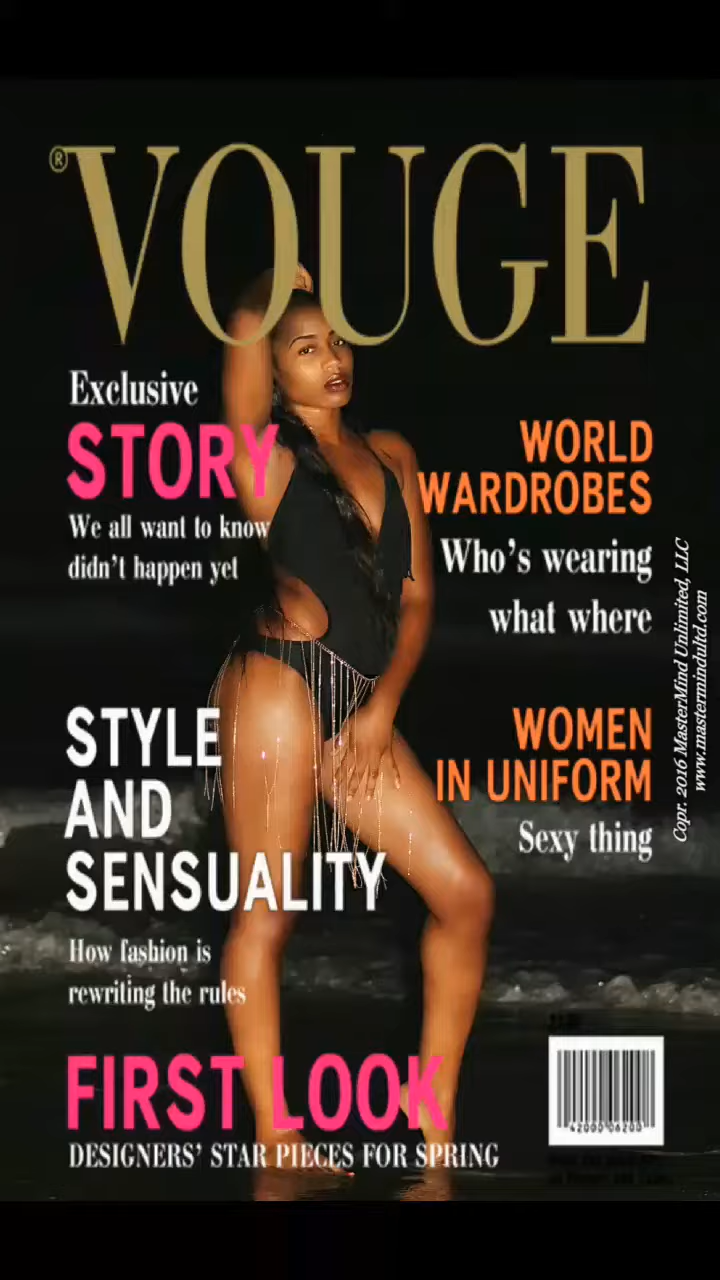 ® VOUGE
Exclusive
STORY
We all want to know
didn't happen yet
WORLD
WARDROBES
Who's wearing
what where
STYLE
AND
SENSUALITY
How fashion is
rewriting the rules
WOMEN
IN UNIFORM
Sexy thing
FIRST LOOK
DESIGNERS' STAR PIECES FOR SPRING
42000 06200
Copr. 2016 MasterMind Unlimited, LLC
www.mastermindultd.com